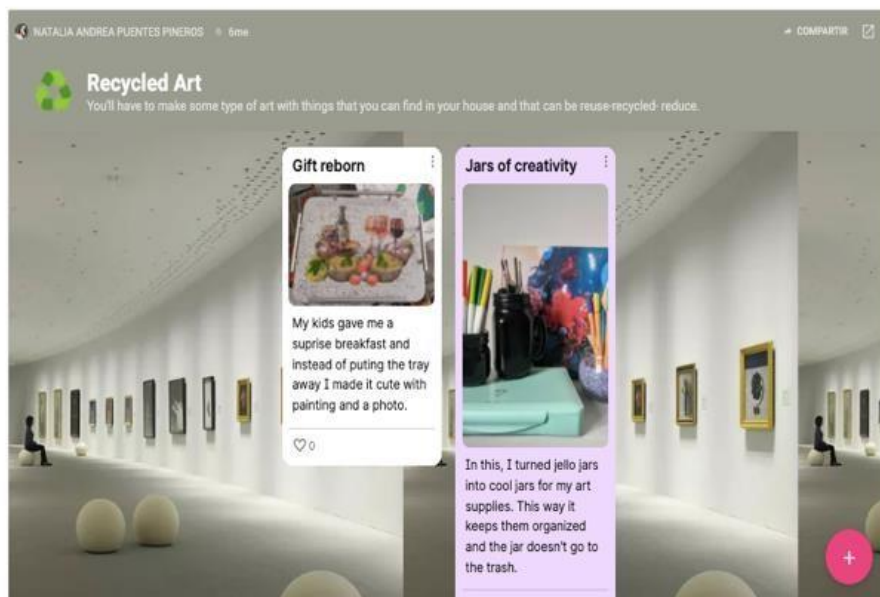 NATALIA ANDREA PUENTES PINEROS 6me
COMPARTIR
Recycled Art
You'll have to make some type of art with things that you can find in your house and that can be reuse-recycled- reduce.
Gift reborn
My kids gave me a
suprise breakfast and
instead of puting the tray
away I made it cute with
painting and a photo.
0
Jars of creativity
In this, I turned jello jars
into cool jars for my art
supplies. This way it
keeps them organized
and the jar doesn't go to
the trash.